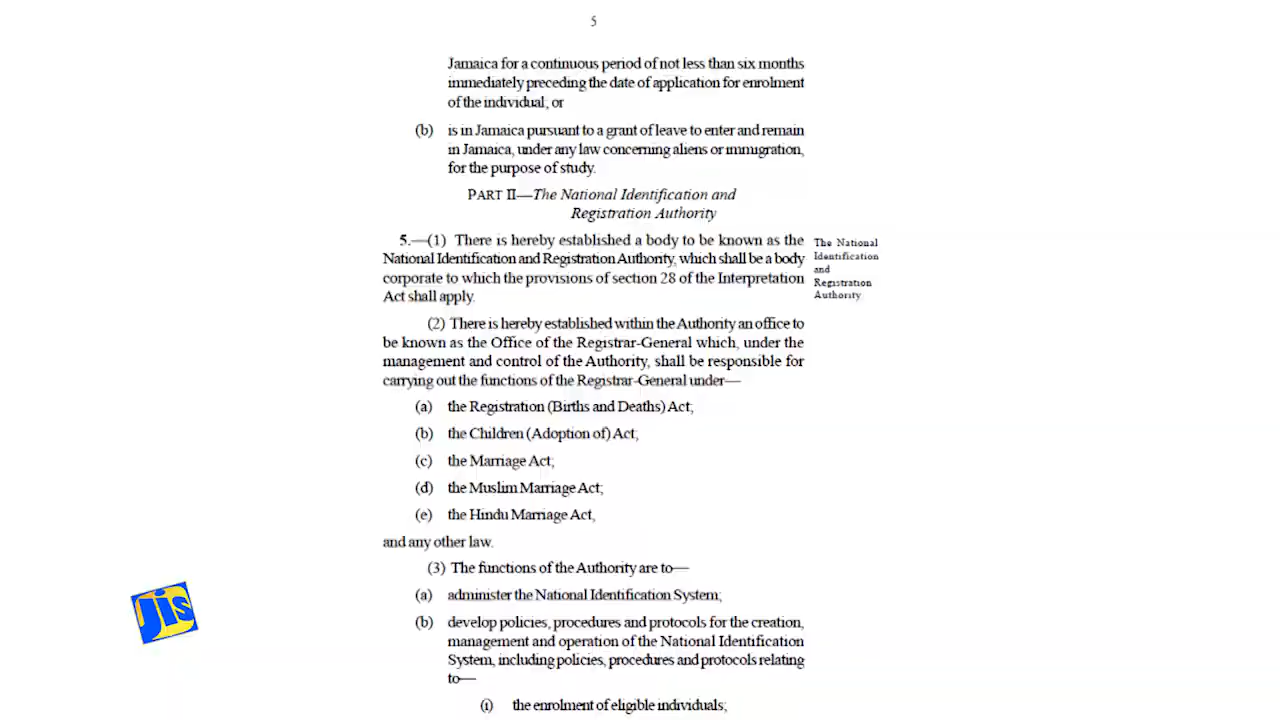 5
Jamaica for a continuous period of not less than six months
immediately preceding the date of application for enrolment
of the individual; or
(b) is in Jamaica pursuant to a grant of leave to enter and remain
in Jamaica, under any law concerning aliens or immigration,
for the purpose of study.
PART II—The National Identification and
Registration Authority
5.—(1) There is hereby established a body to be known as the
National Identification and Registration Authority, which shall be a body
corporate to which the provisions of section 28 of the Interpretation
Act shall apply.
The National
Identification
and
Registration
Authority
(2) There is hereby established within the Authority an office to
be known as the Office of the Registrar-General which, under the
management and control of the Authority, shall be responsible for
carrying out the functions of the Registrar-General under—
(a) the Registration (Births and Deaths) Act;
(b) the Children (Adoption of) Act;
(c) the Marriage Act;
(d) the Muslim Marriage Act;
(e) the Hindu Marriage Act,
and any other law.
(3) The functions of the Authority are to—
(a) administer the National Identification System;
(b) develop policies, procedures and protocols for the creation,
management and operation of the National Identification
System, including policies, procedures and protocols relating
to—
(i) the enrolment of eligible individuals;
jis